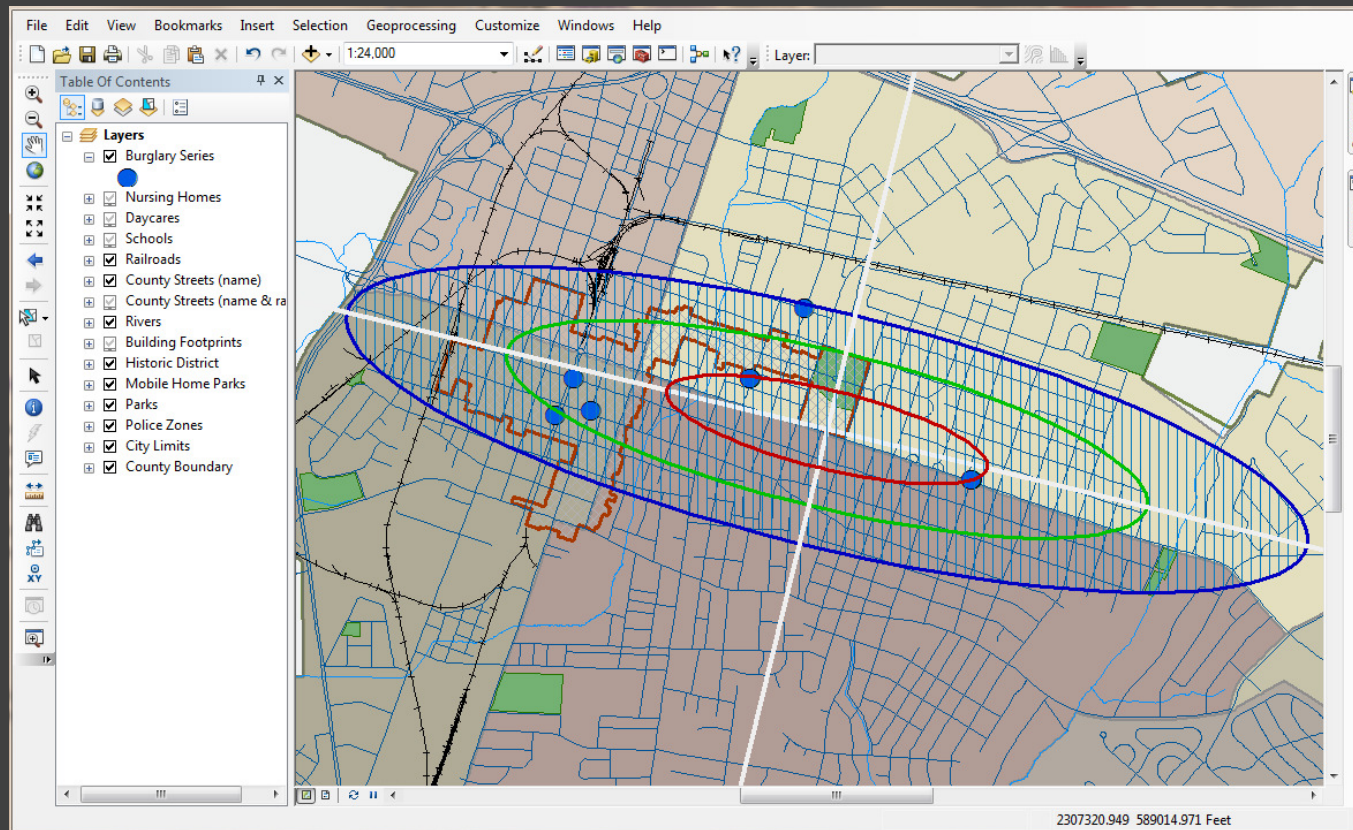 File Edit View Bookmarks Insert Selection Geoprocessing Customize Windows Help
1:24,000 Layer:
Table Of Contents
Layers
Burglary Series
Nursing Homes
Daycares
Schools
Railroads
County Streets (name)
County Streets (name & ra
Rivers
Building Footprints
Historic District
Mobile Home Parks
Parks
Police Zones
City Limits
County Boundary
XY
2307320.949 589014.971 Feet